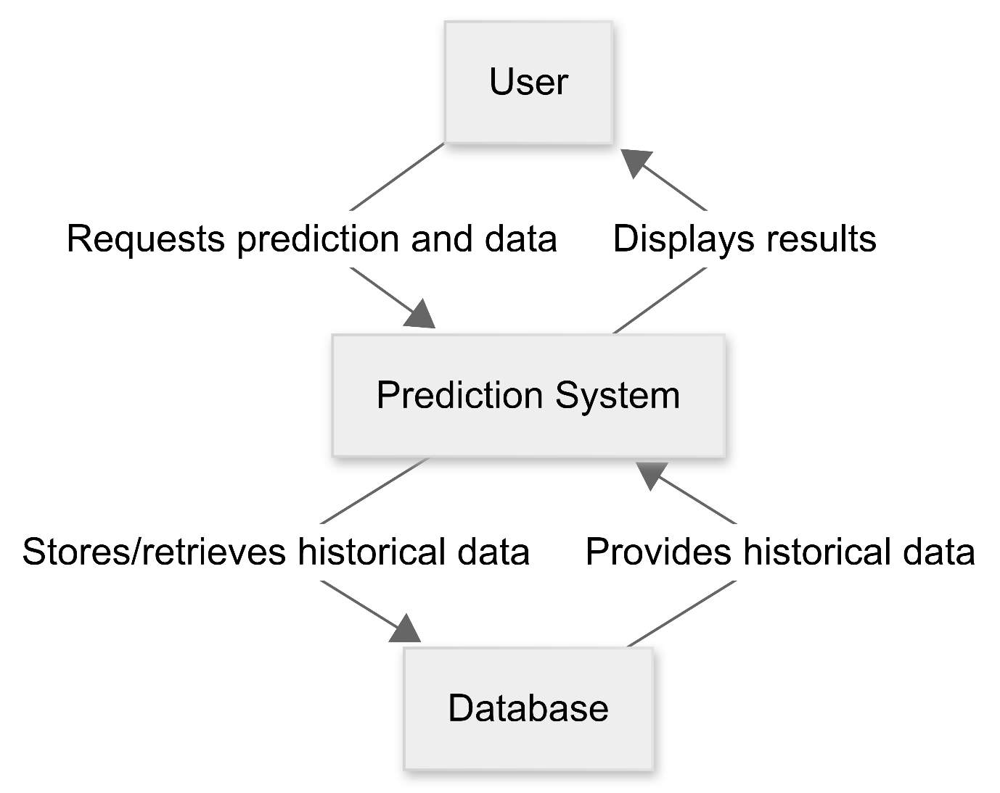 User
Requests prediction and data
Displays results
Prediction System
Stores/retrieves historical data
Provides historical data
Database